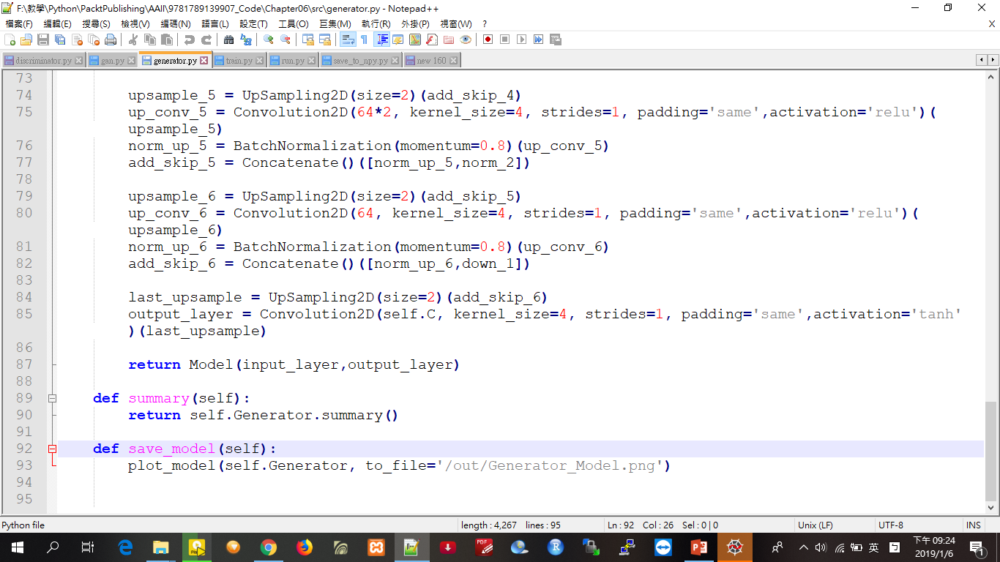 F:\教學\Python\PacktPublishing\AAII\9781789139907_Code\Chapter06\src\generator.py - Notepad++
檔案(F) 編輯(E) 搜尋(S) 檢視(V) 編碼(N) 語言(L) 設定(T) 工具(O) 巨集(M) 執行(R) 外掛(P) 視窗(W) ? X
discriminator.py gan.py generator.py train.py run.py save_to_npy.py new 160
73
74 upsample_5 = UpSampling2D(size=2)(add_skip_4)
75 up_conv_5 = Convolution2D(64*2, kernel_size=4, strides=1, padding='same',activation='relu')(
upsample_5)
76 norm_up_5 = BatchNormalization(momentum=0.8)(up_conv_5)
77 add_skip_5 = Concatenate()([norm_up_5,norm_2])
78
79 upsample_6 = UpSampling2D(size=2)(add_skip_5)
80 up_conv_6 = Convolution2D(64, kernel_size=4, strides=1, padding='same',activation='relu')(
upsample_6)
81 norm_up_6 = BatchNormalization(momentum=0.8)(up_conv_6)
82 add_skip_6 = Concatenate()([norm_up_6,down_1])
83
84 last_upsample = UpSampling2D(size=2)(add_skip_6)
85 output_layer = Convolution2D(self.C, kernel_size=4, strides=1, padding='same',activation='tanh'
)(last_upsample)
86
87 return Model(input_layer,output_layer)
88
89 def summary(self):
90 return self.Generator.summary()
91
92 def save_model(self):
93 plot_model(self.Generator, to_file='/out/Generator_Model.png')
94
95
Python file length : 4,267 lines : 95 Ln : 92 Col : 26 Sel : 0 | 0 Unix (LF) UTF-8 INS
英 下午 09:24
2019/1/6